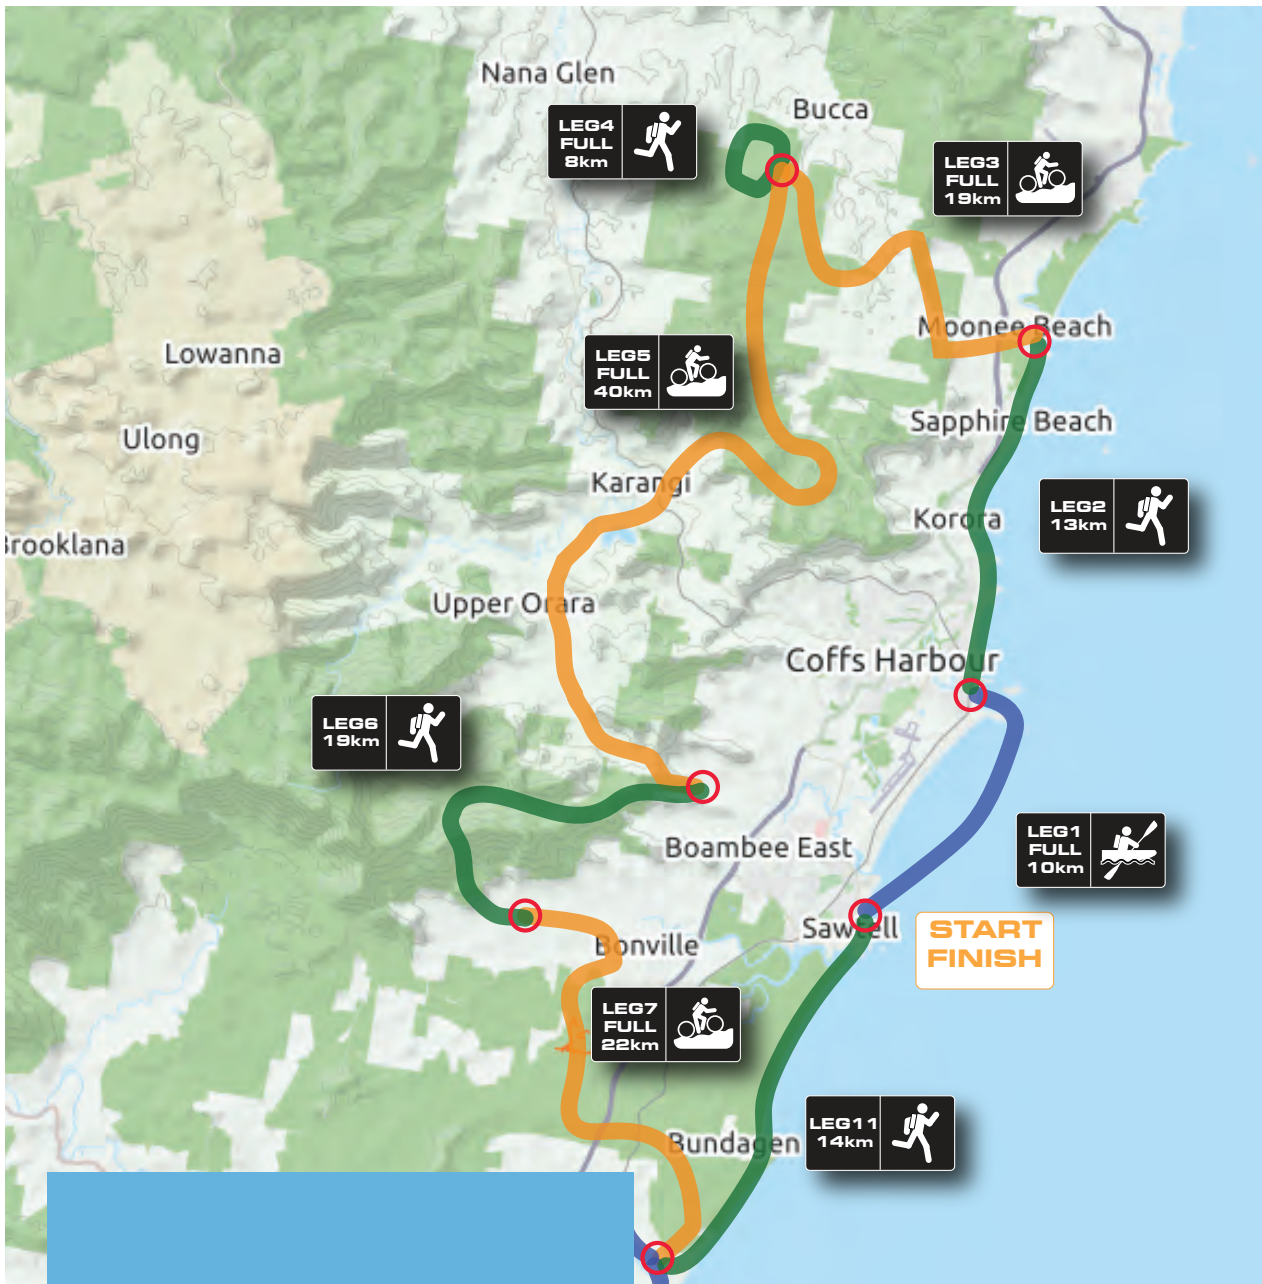 Nana Glen
Bucca
LEG4
FULL
8km
LEG3
FULL
19km
Moonee Beach
Lowanna
LEG5
FULL
40km
Sapphire Beach
Ulong
Karangi
LEG2
13km
Korora
Brooklana
Upper Orara
Coffs Harbour
LEG6
19km
Boambee East
LEG1
FULL
10km
Sawtell
START
FINISH
Bonville
LEG7
FULL
22km
LEG11
14km
Bundagen